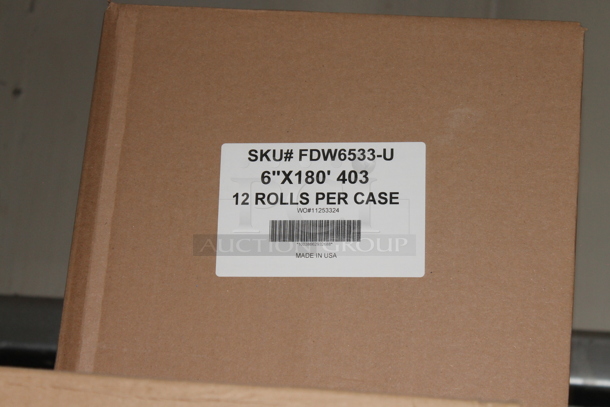 SKU# FDW6533-U
6"X180' 403
12 ROLLS PER CASE
WO#11253324
AUCTION GROUP
MADE IN USA